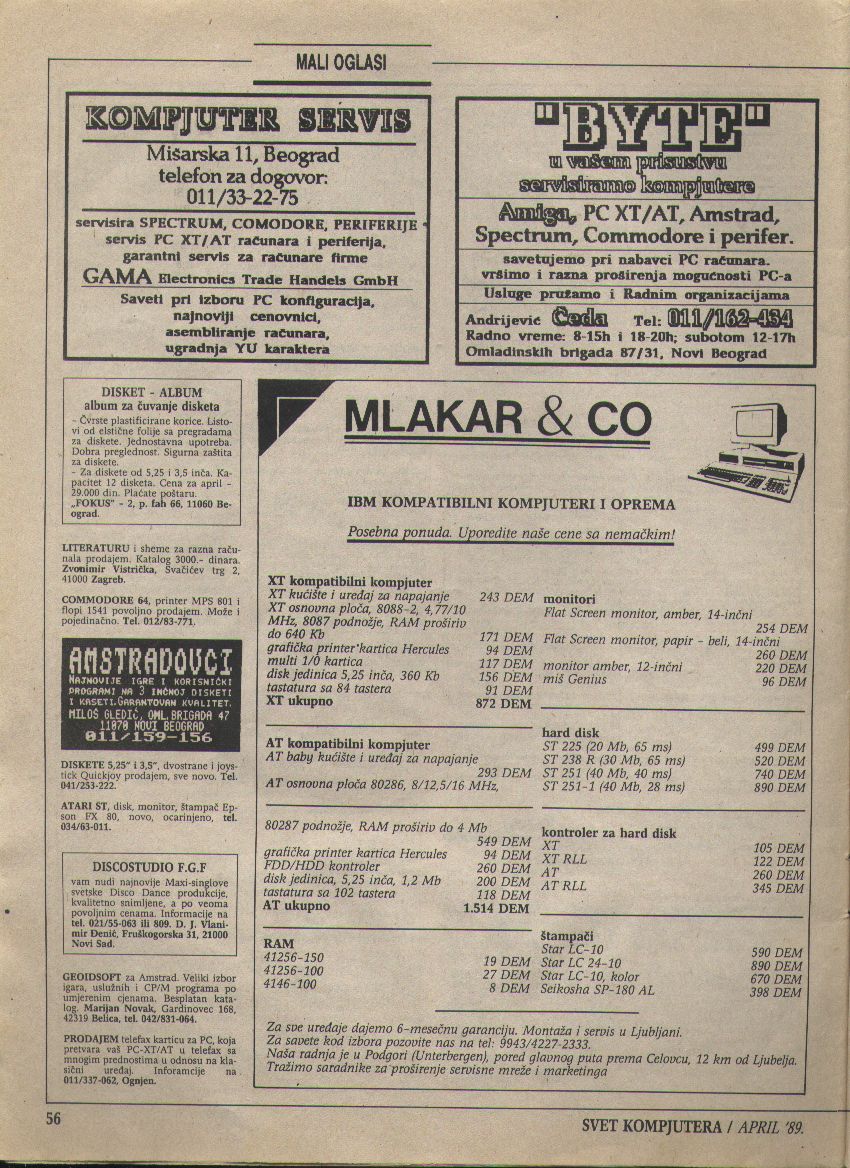 MALI OGLASI
KOMPJUTER SERVIS
Mišarska 11, Beograd
telefon za dogovor:
011/33-22-75
servisira SPECTRUM, COMODORE, PERIFERIJE
servis PC XT/AT računara i periferija,
garantni servis za računare firme
GAMA Electronics Trade Handels GmbH
Saveti pri izboru PC konfiguracija,
najnoviji cenovnici,
asembliranje računara,
ugradnja YU karaktera
"BYTE"
u vašem prisustvu
servisiramo kompjutere
Amiga, PC XT/AT, Amstrad,
Spectrum, Commodore i perifer.
savetujemo pri nabavci PC računara.
vršimo i razna proširenja mogućnosti PC-a
Usluge pružamo i Radnim organizacijama
Andrijević Čeda Tel: 011/162-434
Radno vreme: 8-15h i 18-20h; subotom 12-17h
Omladinskih brigada 87/31, Novi Beograd
DISKET - ALBUM
album za čuvanje disketa
- Čvrste plastificirane korice. Listo-
vi od elstične folije sa pregradama
za diskete. Jednostavna upotreba.
Dobra preglednost. Sigurna zaštita
za diskete.
- Za diskete od 5,25 i 3,5 inča. Ka-
pacitet 12 disketa. Cena za april -
29.000 din. Plaćate poštaru.
„FOKUS" - 2, p. fah 66, 11060 Be-
ograd.
LITERATURU i sheme za razna raču-
nala prodajem. Katalog 3000.- dinara.
Zvonimir Vistrička, Svačićev trg 2,
41000 Zagreb.
COMMODORE 64, printer MPS 801 i
flopi 1541 povoljno prodajem. Može i
pojedinačno. Tel. 012/83-771.
AMSTRADOVCI
NAJNOVIJE IGRE I KORISNIČKI
PROGRAMI NA 3 INČNOJ DISKETI
I KASETI.GARANTOVAN KVALITET.
MILOŠ GLEDIĆ, OML.BRIGADA 47
11070 NOVI BEOGRAD
011/159-156
DISKETE 5,25" i 3,5", dvostrane i joys-
tick Quickjoy prodajem, sve novo. Tel.
041/253-222.
ATARI ST, disk, monitor, štampač Ep-
son FX 80, novo, ocarinjeno, tel.
034/63-011.
DISCOSTUDIO F.G.F
vam nudi najnovije Maxi-singlove
svetske Disco Dance produkcije,
kvalitetno snimljene, a po veoma
povoljnim cenama. Informacije na
tel. 021/55-063 ili 809. D. J. Vlani-
mir Đenić, Fruškogorska 31, 21000
Novi Sad.
GEOIDSOFT za Amstrad. Veliki izbor
igara, uslužnih i CP/M programa po
umjerenim cjenama. Besplatan kata-
log. Marijan Novak, Gardinovec 168,
42319 Belica, tel. 042/831-064.
PRODAJEM telefax karticu za PC, koja
pretvara vaš PC-XT/AT u telefax sa
mnogim prednostima u odnosu na kla-
sični uređaj. Inforamcije na
011/337-062, Ognjen.
MLAKAR & CO
IBM KOMPATIBILNI KOMPJUTERI I OPREMA
Posebna ponuda. Uporedite naše cene sa nemačkim!
XT kompatibilni kompjuter
XT kućište i uređaj za napajanje 243 DEM
XT osnovna ploča, 8088-2, 4,77/10
MHz, 8087 podnožje, RAM proširiv
do 640 Kb 171 DEM
grafička printer kartica Hercules 94 DEM
multi 1/0 kartica 117 DEM
disk jedinica 5,25 inča, 360 Kb 156 DEM
tastatura sa 84 tastera 91 DEM
XT ukupno 872 DEM
AT kompatibilni kompjuter
AT baby kućište i uređaj za napajanje
293 DEM
AT osnovna ploča 80286, 8/12,5/16 MHz,
80287 podnožje, RAM proširiv do 4 Mb
549 DEM
grafička printer kartica Hercules 94 DEM
FDD/HDD kontroler 260 DEM
disk jedinica, 5,25 inča, 1,2 Mb 200 DEM
tastatura sa 102 tastera 118 DEM
AT ukupno 1.514 DEM
RAM
41256-150 19 DEM
41256-100 27 DEM
4146-100 8 DEM
monitori
Flat Screen monitor, amber, 14-inčni
254 DEM
Flat Screen monitor, papir - beli, 14-inčni
260 DEM
monitor amber, 12-inčni 220 DEM
miš Genius 96 DEM
hard disk
ST 225 (20 Mb, 65 ms) 499 DEM
ST 238 R (30 Mb, 65 ms) 520 DEM
ST 251 (40 Mb, 40 ms) 740 DEM
ST 251-1 (40 Mb, 28 ms) 890 DEM
kontroler za hard disk
XT 105 DEM
XT RLL 122 DEM
AT 260 DEM
AT RLL 345 DEM
štampači
Star LC-10 590 DEM
Star LC 24-10 890 DEM
Star LC-10, kolor 670 DEM
Seikosha SP-180 AL 398 DEM
Za sve uređaje dajemo 6-mesečnu garanciju. Montaža i servis u Ljubljani.
Za savete kod izbora pozovite nas na tel: 9943/4227-2333.
Naša radnja je u Podgori (Unterbergen), pored glavnog puta prema Celovcu, 12 km od Ljubelja.
Tražimo saradnike za proširenje servisne mreže i marketinga
56
SVET KOMPJUTERA / APRIL '89.